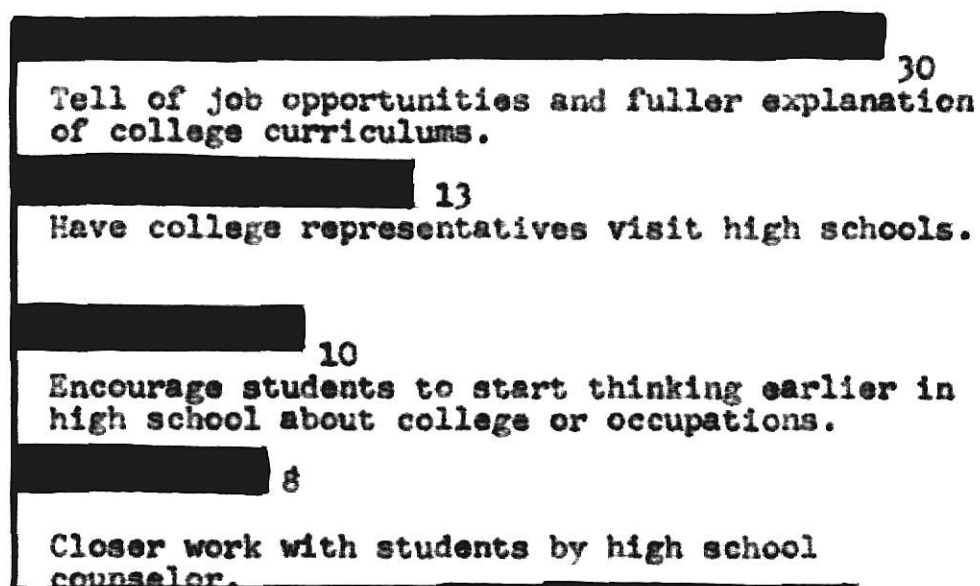 30
Tell of job opportunities and fuller explanation
of college curriculums.
13
Have college representatives visit high schools.
10
Encourage students to start thinking earlier in
high school about college or occupations.
8
Closer work with students by high school
counselor.